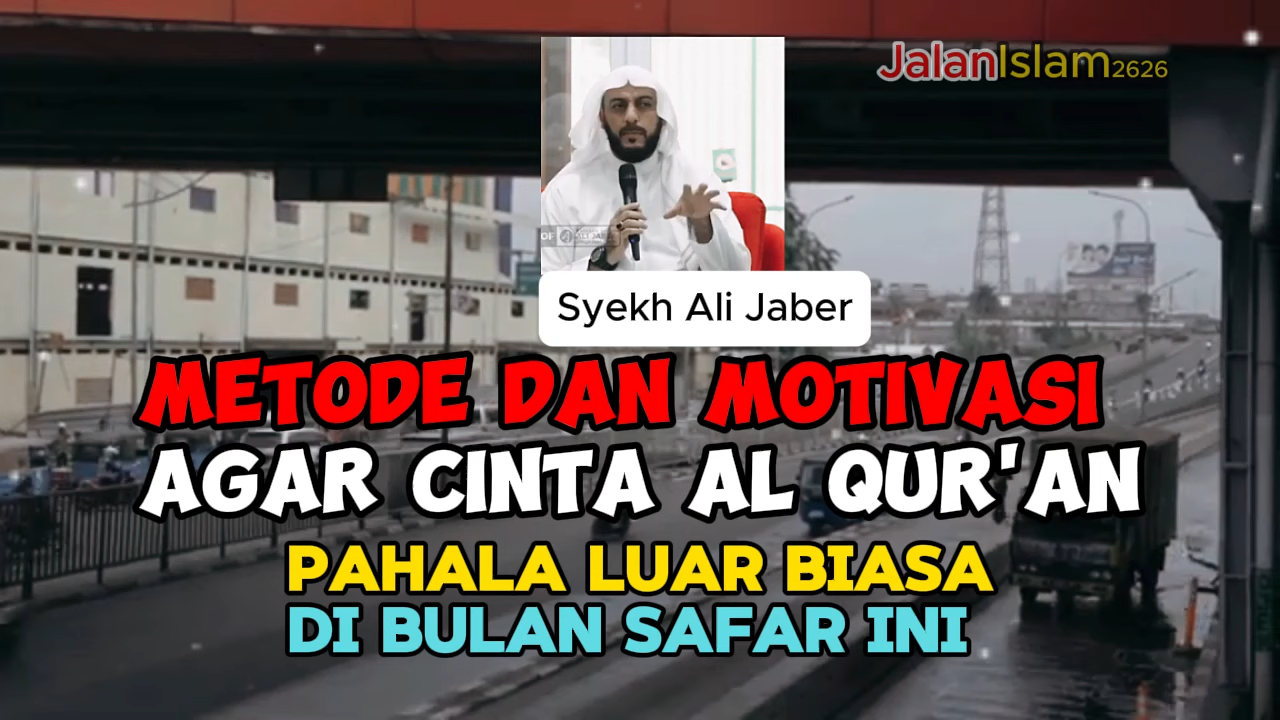 JalanIslam2626
Syekh Ali Jaber
METODE DAN MOTIVASI
AGAR CINTA AL QUR'AN
PAHALA LUAR BIASA
DI BULAN SAFAR INI